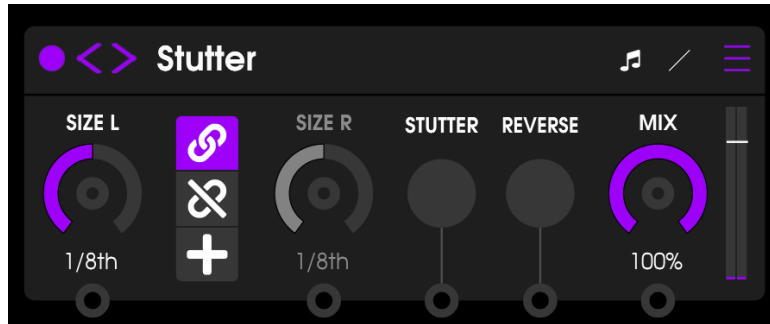 Stutter
SIZE L
SIZE R
STUTTER
REVERSE
MIX
1/8th
1/8th
100%